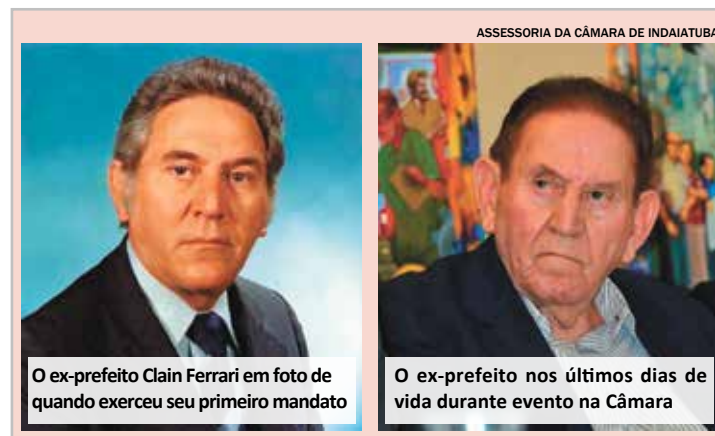 ASSESSORIA DA CÂMARA DE INDAIATUBA
O ex-prefeito Clain Ferrari em foto de
quando exerceu seu primeiro mandato
O ex-prefeito nos últimos dias de
vida durante evento na Câmara